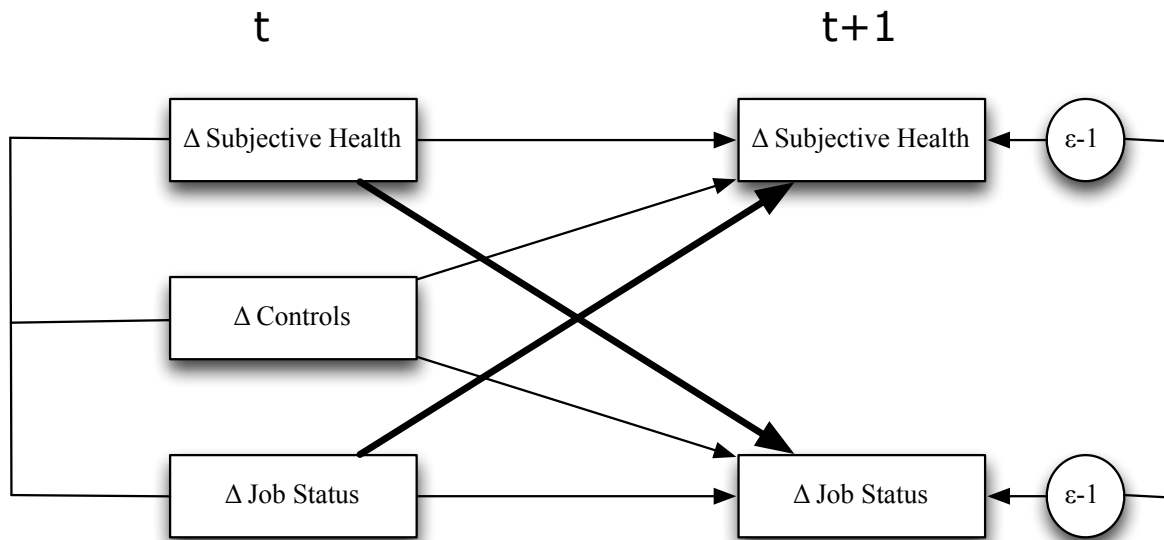 t
t+1
Δ Subjective Health
Δ Subjective Health
ε-1
Δ Controls
Δ Job Status
Δ Job Status
ε-1